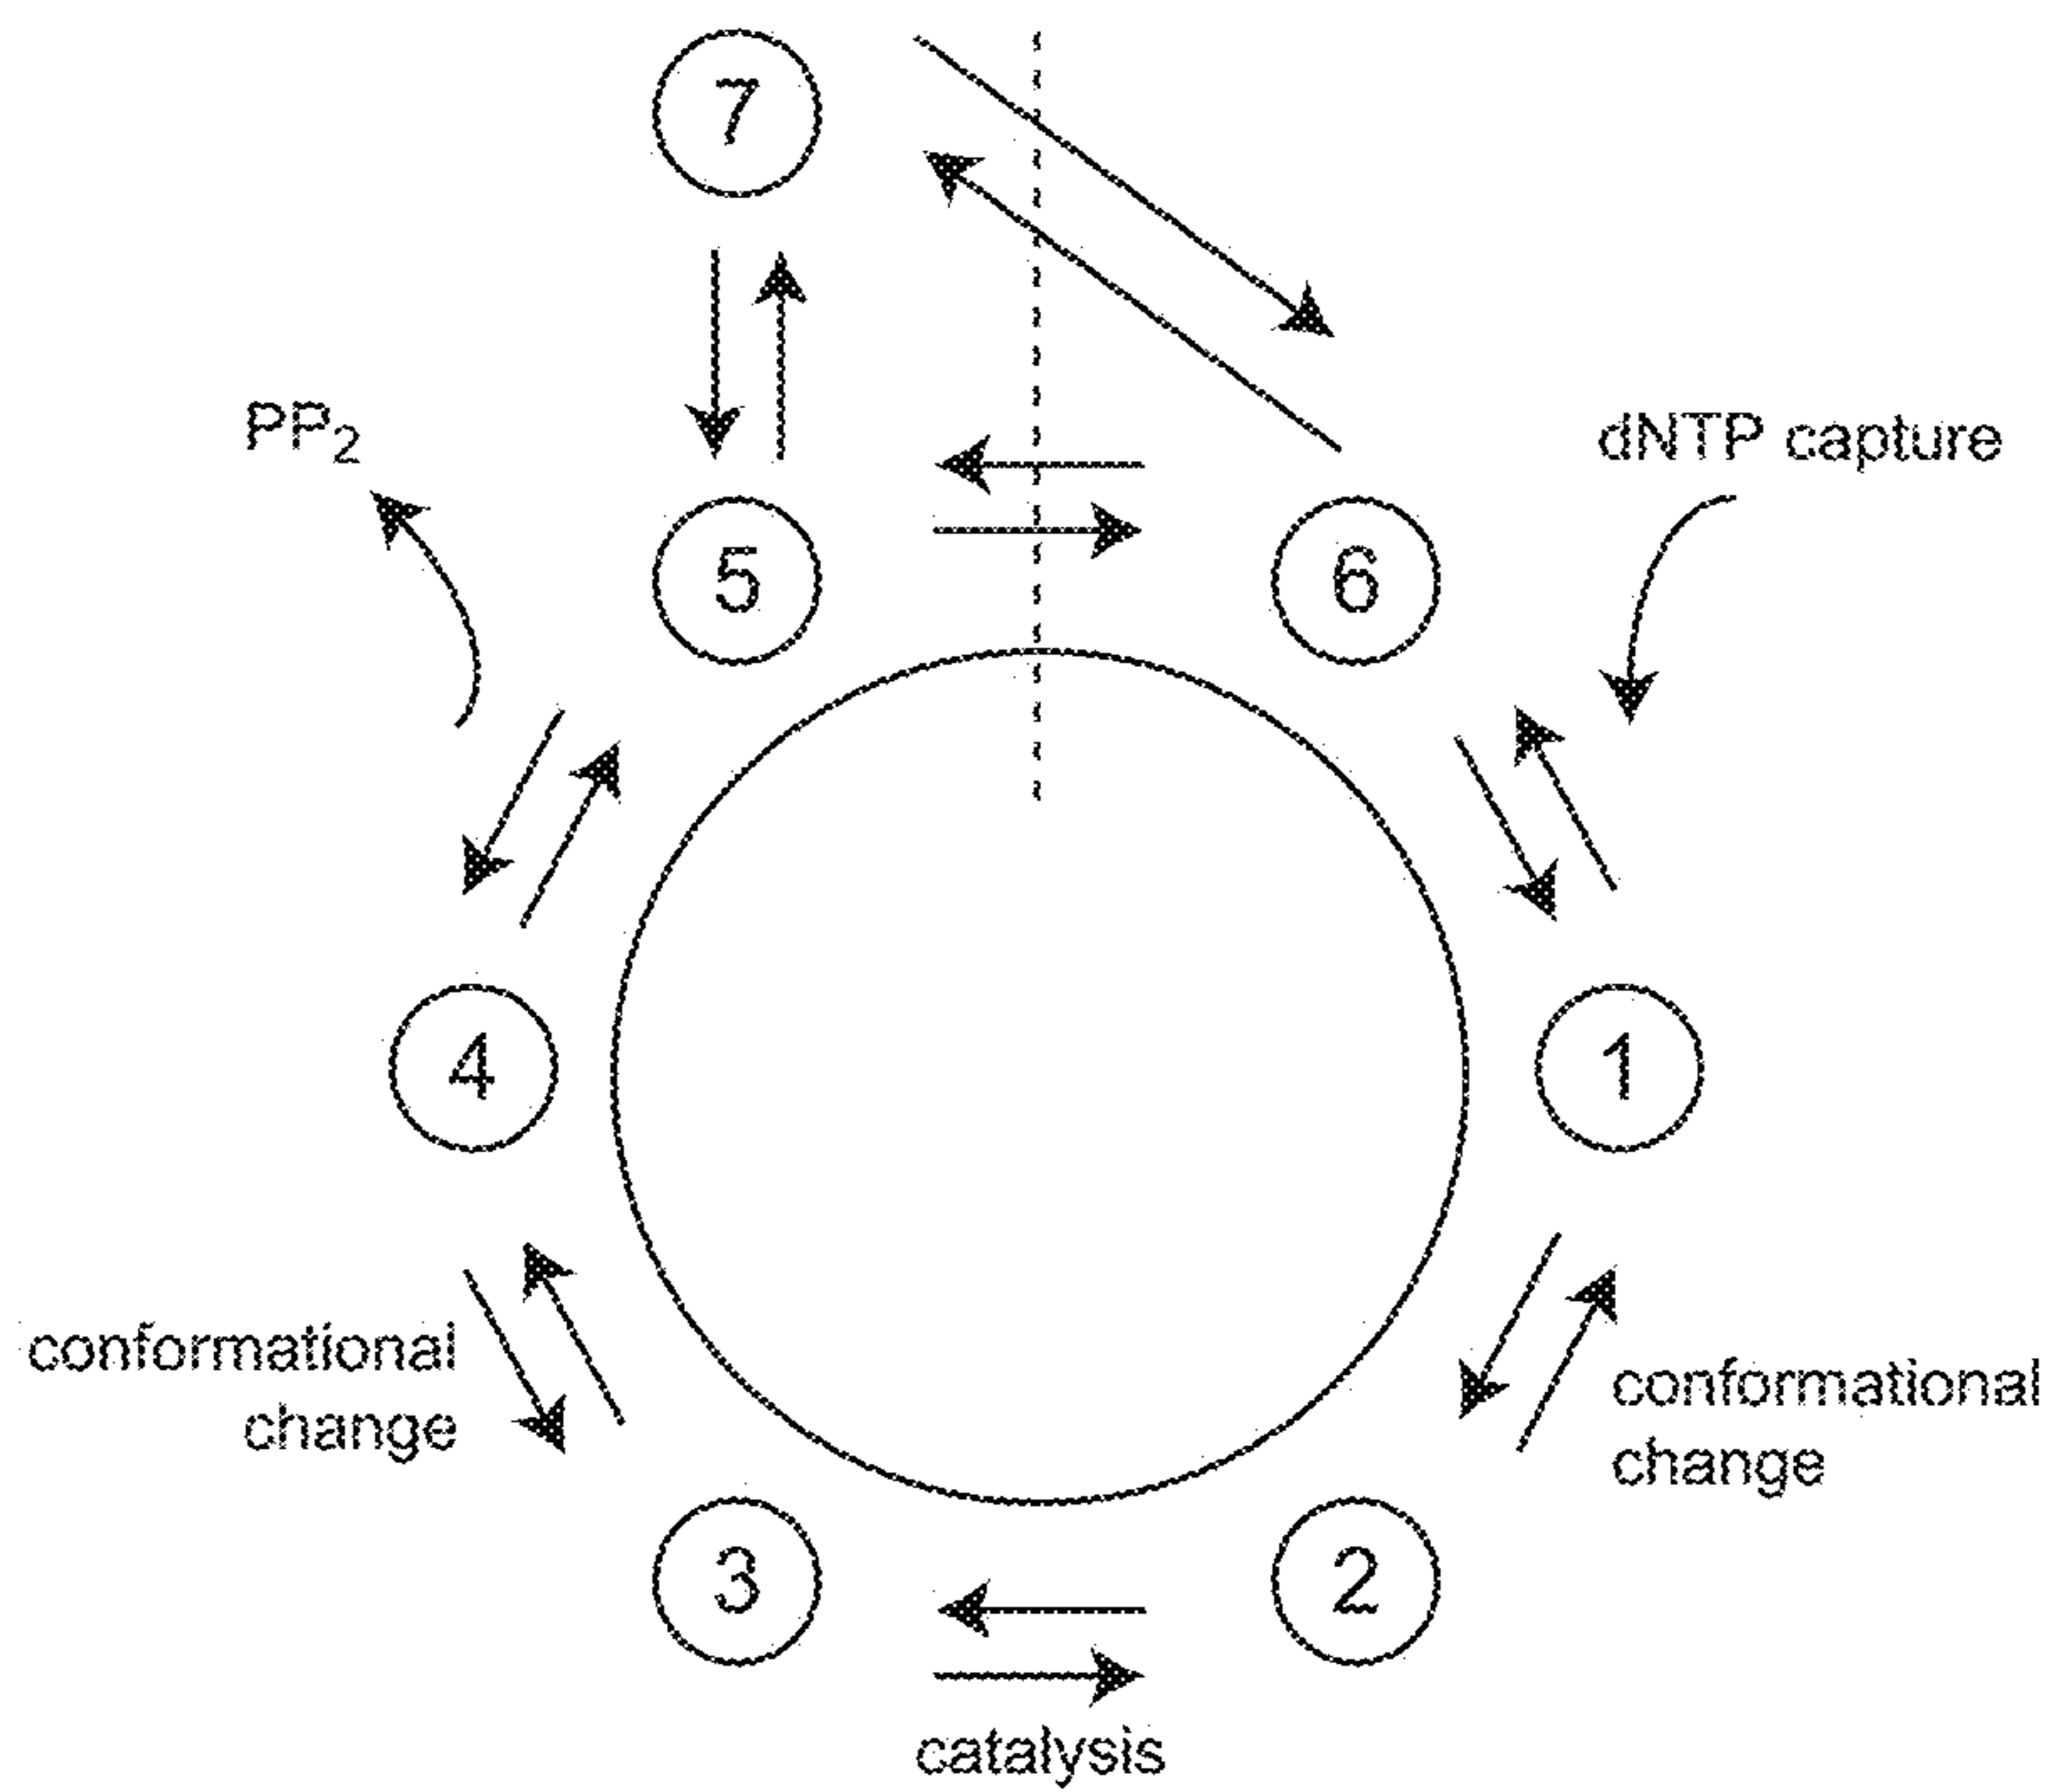 7
PP2
dNTP capture
5
6
4
1
conformational
change
conformational
change
3
2
catalysis